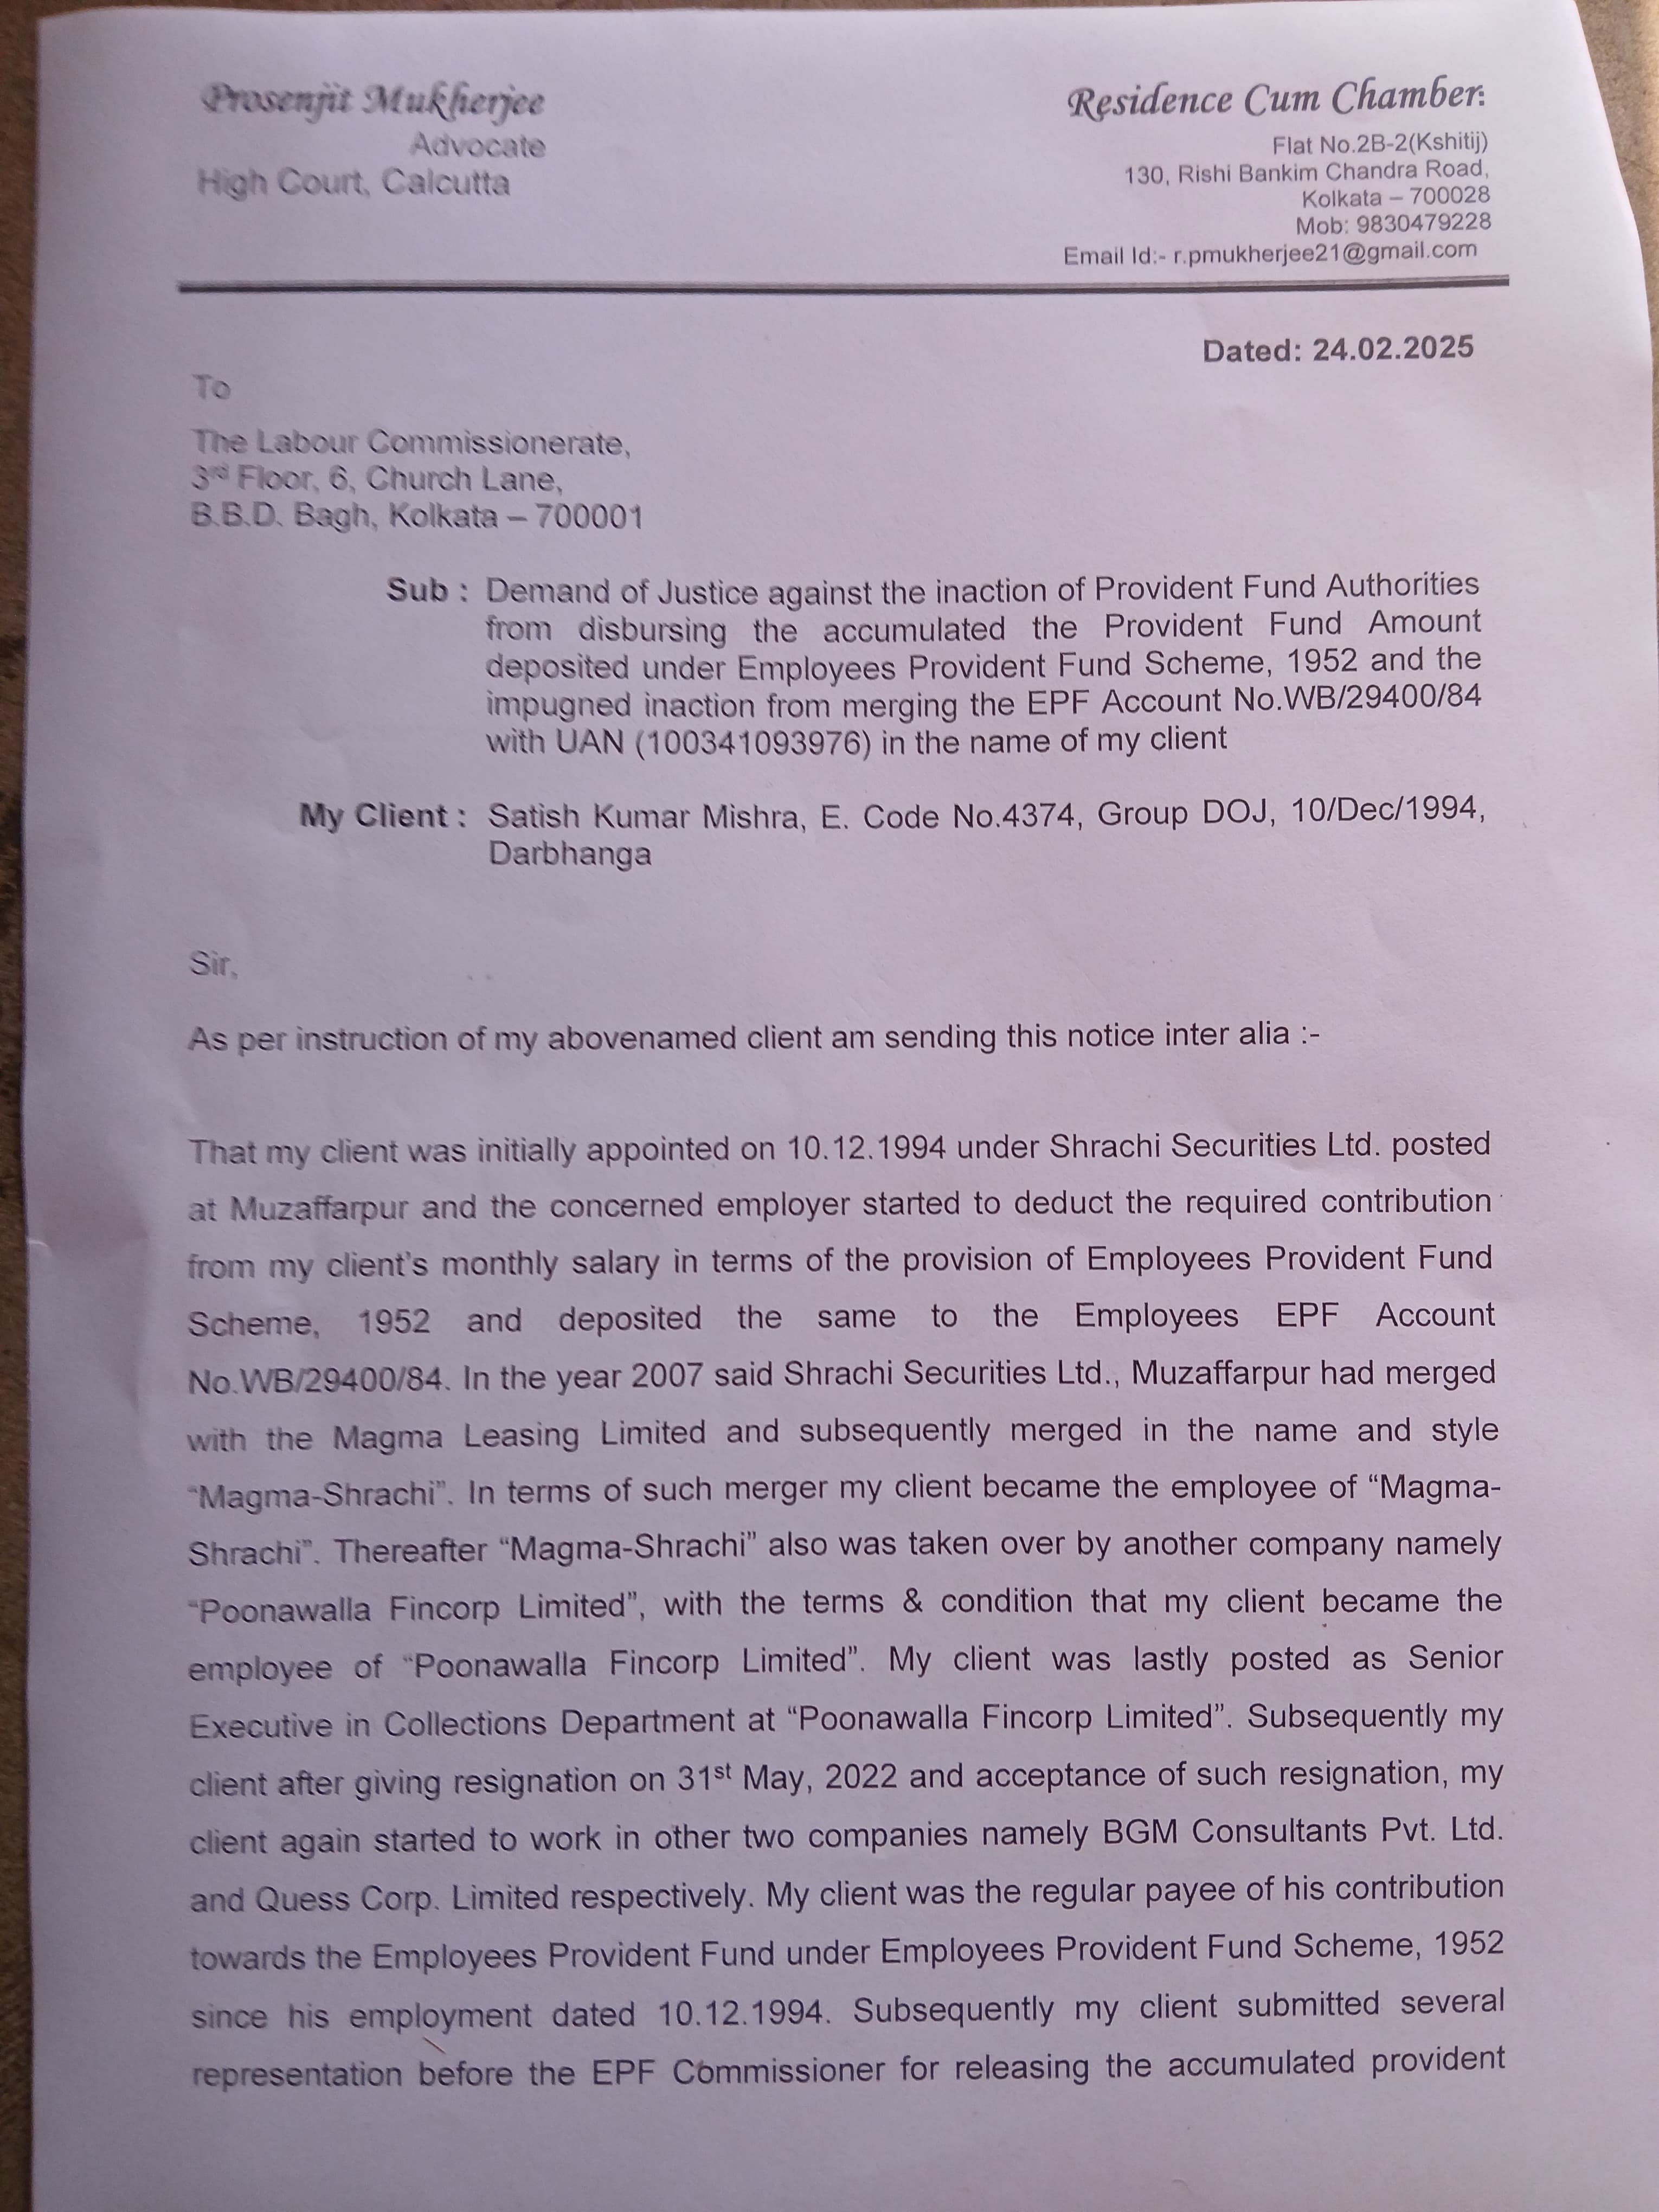 Prosenjit Mukherjee
Advocate
High Court, Calcutta
Residence Cum Chamber:
Flat No.2B-2(Kshitij)
130, Rishi Bankim Chandra Road,
Kolkata – 700028
Mob: 9830479228
Email Id:- r.pmukherjee21@gmail.com
Dated: 24.02.2025
To
The Labour Commissionerate,
3rd Floor, 6, Church Lane,
B.B.D. Bagh, Kolkata – 700001
Sub : Demand of Justice against the inaction of Provident Fund Authorities
from disbursing the accumulated the Provident Fund Amount
deposited under Employees Provident Fund Scheme, 1952 and the
impugned inaction from merging the EPF Account No.WB/29400/84
with UAN (100341093976) in the name of my client
My Client : Satish Kumar Mishra, E. Code No.4374, Group DOJ, 10/Dec/1994,
Darbhanga
Sir,
As per instruction of my abovenamed client am sending this notice inter alia :-
That my client was initially appointed on 10.12.1994 under Shrachi Securities Ltd. posted
at Muzaffarpur and the concerned employer started to deduct the required contribution
from my client's monthly salary in terms of the provision of Employees Provident Fund
Scheme, 1952 and deposited the same to the Employees EPF Account
No.WB/29400/84. In the year 2007 said Shrachi Securities Ltd., Muzaffarpur had merged
with the Magma Leasing Limited and subsequently merged in the name and style
“Magma-Shrachi”. In terms of such merger my client became the employee of “Magma-
Shrachi”. Thereafter “Magma-Shrachi” also was taken over by another company namely
“Poonawalla Fincorp Limited”, with the terms & condition that my client became the
employee of “Poonawalla Fincorp Limited”. My client was lastly posted as Senior
Executive in Collections Department at “Poonawalla Fincorp Limited”. Subsequently my
client after giving resignation on 31st May, 2022 and acceptance of such resignation, my
client again started to work in other two companies namely BGM Consultants Pvt. Ltd.
and Quess Corp. Limited respectively. My client was the regular payee of his contribution
towards the Employees Provident Fund under Employees Provident Fund Scheme, 1952
since his employment dated 10.12.1994. Subsequently my client submitted several
representation before the EPF Commissioner for releasing the accumulated provident